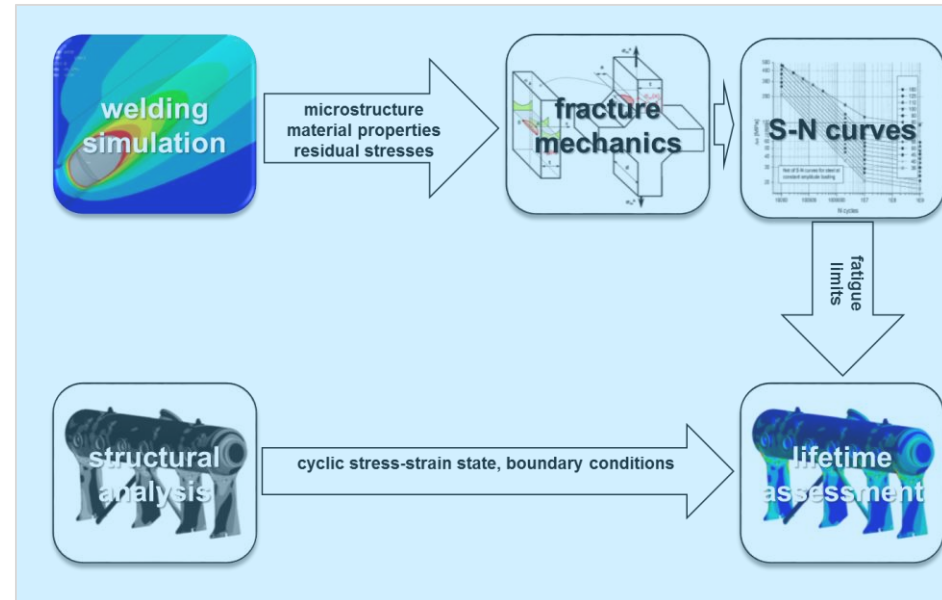 welding
simulation
microstructure
material properties
residual stresses
fracture
mechanics
S-N curves
N cycles
fatigue
limits
structural
analysis
cyclic stress-strain state, boundary conditions
lifetime
assessment